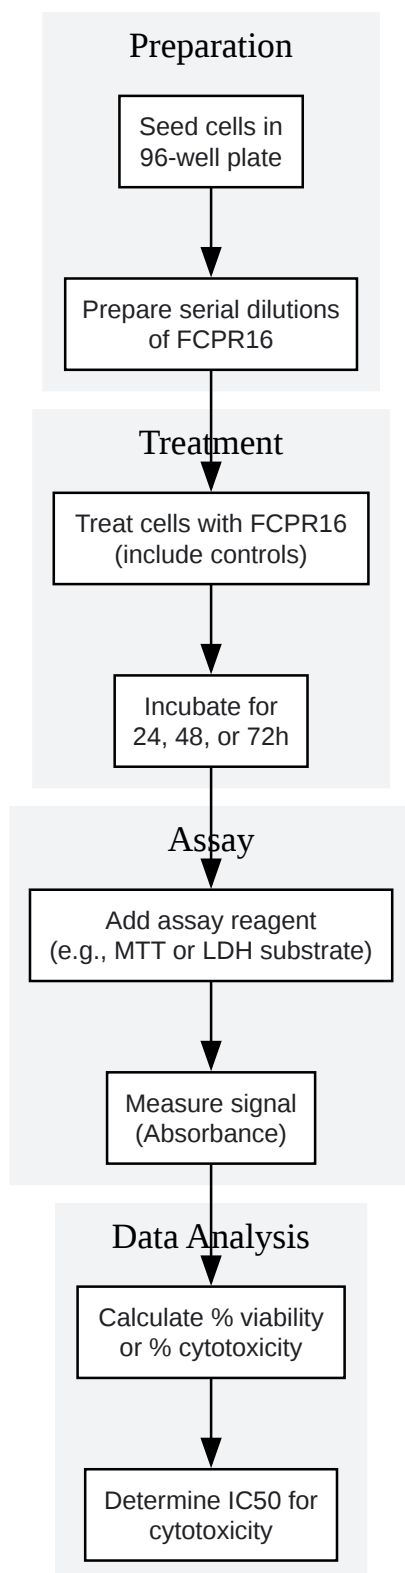 Preparation
Seed cells in
96-well plate
Prepare serial dilutions
of FCPR16
Treatment
Treat cells with FCPR16
(include controls)
Incubate for
24, 48, or 72h
Assay
Add assay reagent
(e.g., MTT or LDH substrate)
Measure signal
(Absorbance)
Data Analysis
Calculate % viability
or % cytotoxicity
Determine IC50 for
cytotoxicity